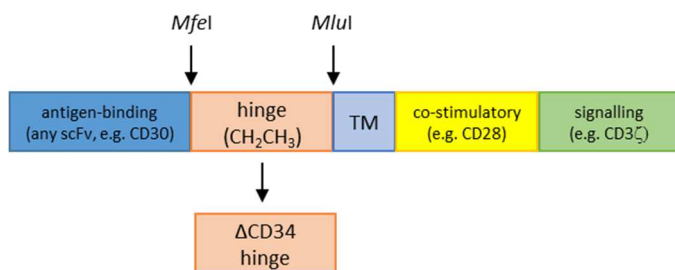 MfeI
MluI
antigen-binding
(any scFv, e.g. CD30)
hinge
(CH₂CH₃)
TM
co-stimulatory
(e.g. CD28)
signalling
(e.g. CD3ζ)
ΔCD34
hinge